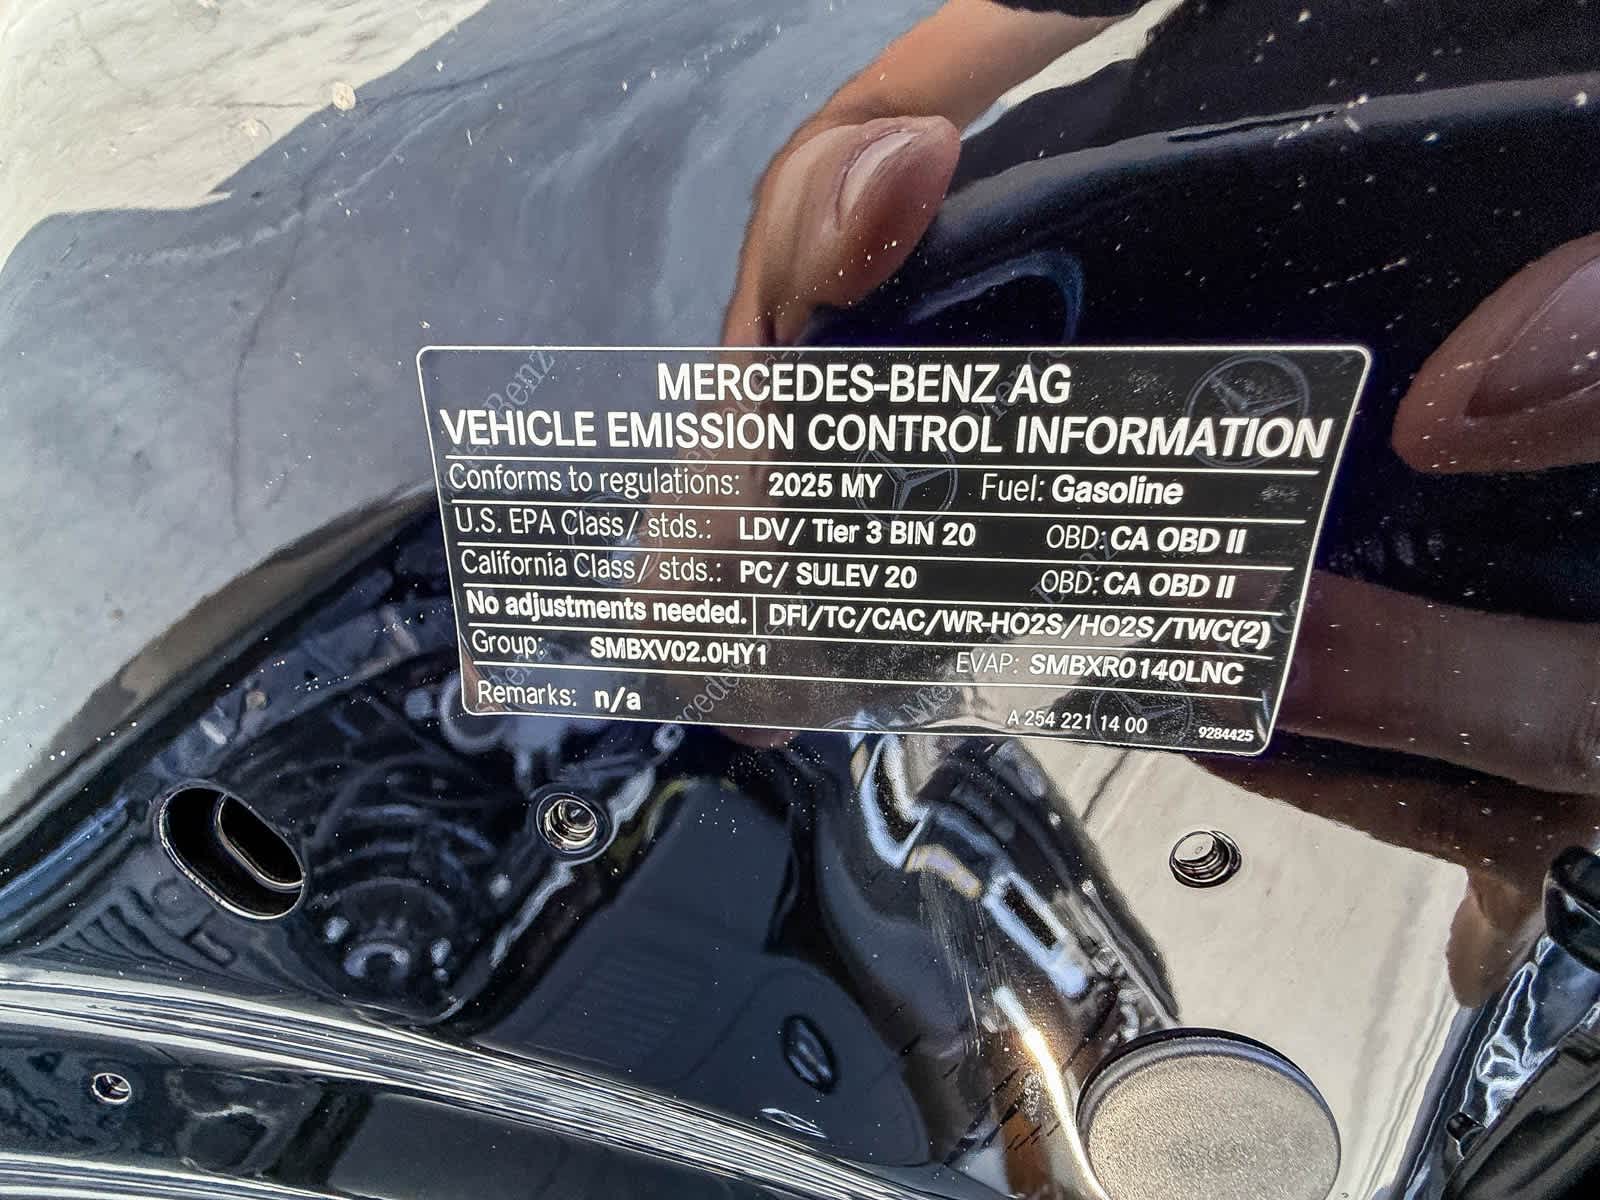 MERCEDES-BENZ AG
VEHICLE EMISSION CONTROL INFORMATION
Conforms to regulations: 2025 MY Fuel: Gasoline
U.S. EPA Class/ stds.: LDV/ Tier 3 BIN 20 OBD: CA OBD II
California Class/ stds.: PC/ SULEV 20 OBD: CA OBD II
No adjustments needed. DFI/TC/CAC/WR-HO2S/HO2S/TWC(2)
Group: SMBXV02.0HY1 EVAP: SMBXR0140LNC
Remarks: n/a
A 254 221 14 00 9284425